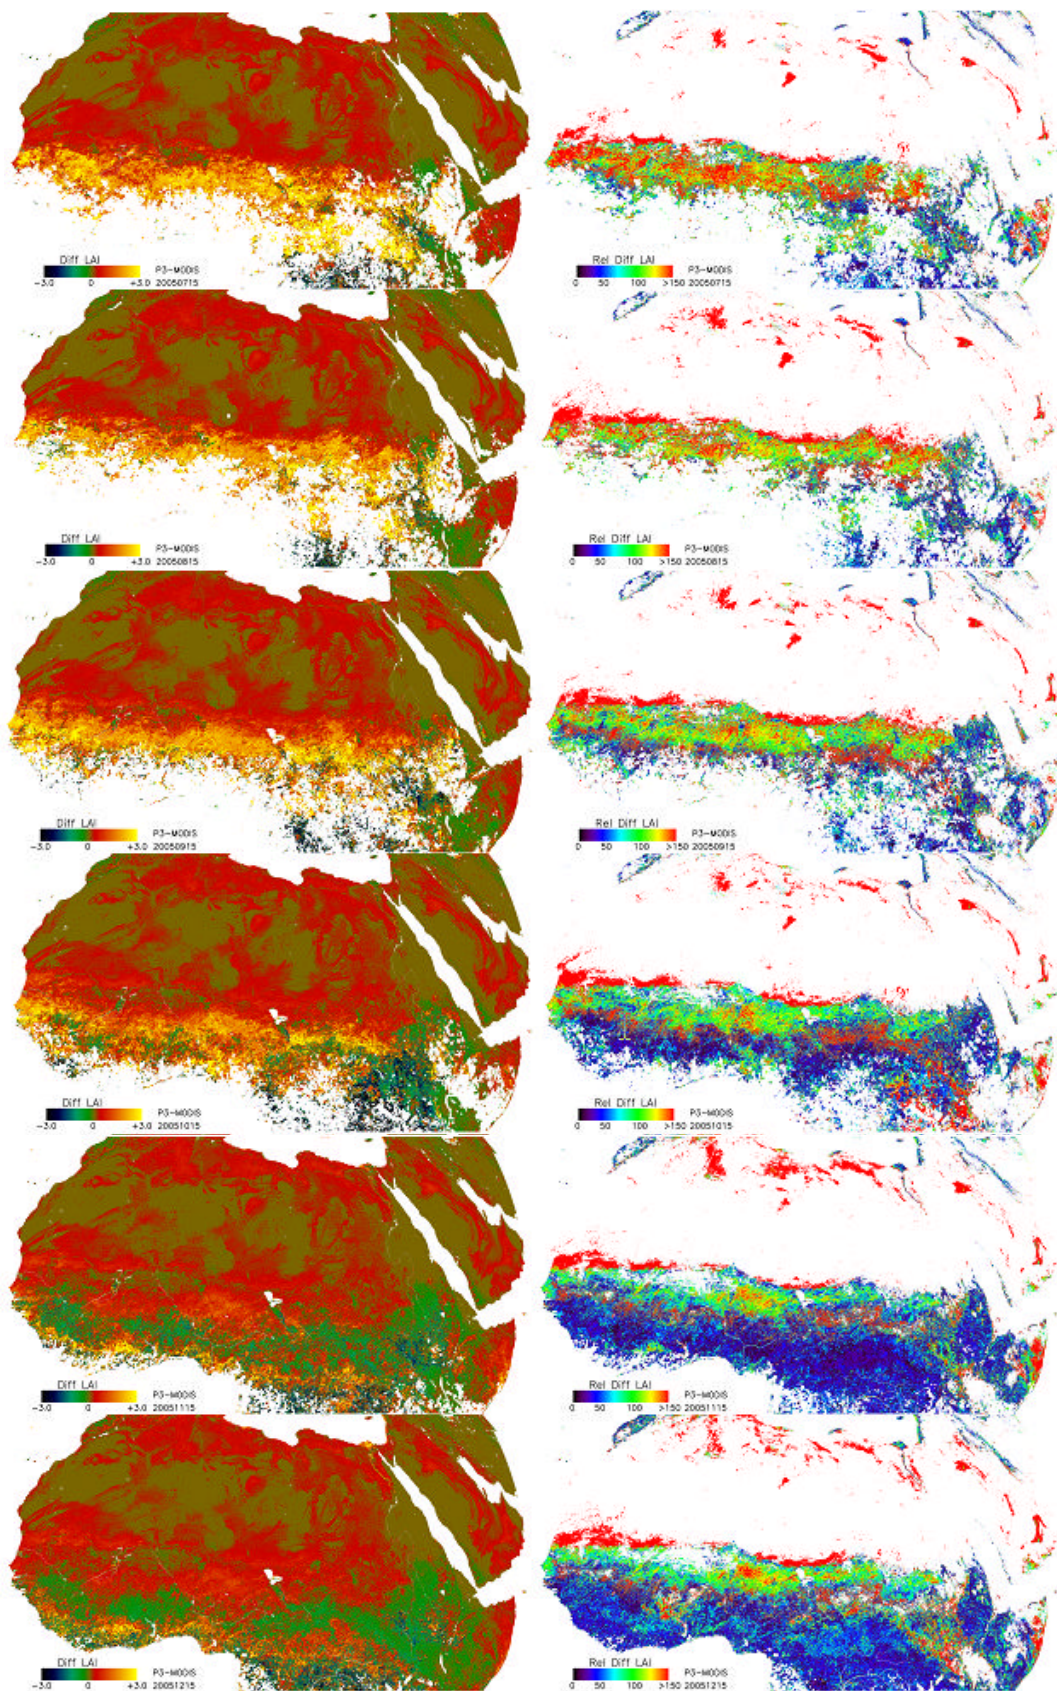 Diff LAI P3-MODIS
-3.0 0 +3.0 20050715
Rel Diff LAI P3-MODIS
0 50 100 >150 20050715
Diff LAI P3-MODIS
-3.0 0 +3.0 20050815
Rel Diff LAI P3-MODIS
0 50 100 >150 20050815
Diff LAI P3-MODIS
-3.0 0 +3.0 20050915
Rel Diff LAI P3-MODIS
0 50 100 >150 20050915
Diff LAI P3-MODIS
-3.0 0 +3.0 20051015
Rel Diff LAI P3-MODIS
0 50 100 >150 20051015
Diff LAI P3-MODIS
-3.0 0 +3.0 20051115
Rel Diff LAI P3-MODIS
0 50 100 >150 20051115
Diff LAI P3-MODIS
-3.0 0 +3.0 20051215
Rel Diff LAI P3-MODIS
0 50 100 >150 20051215